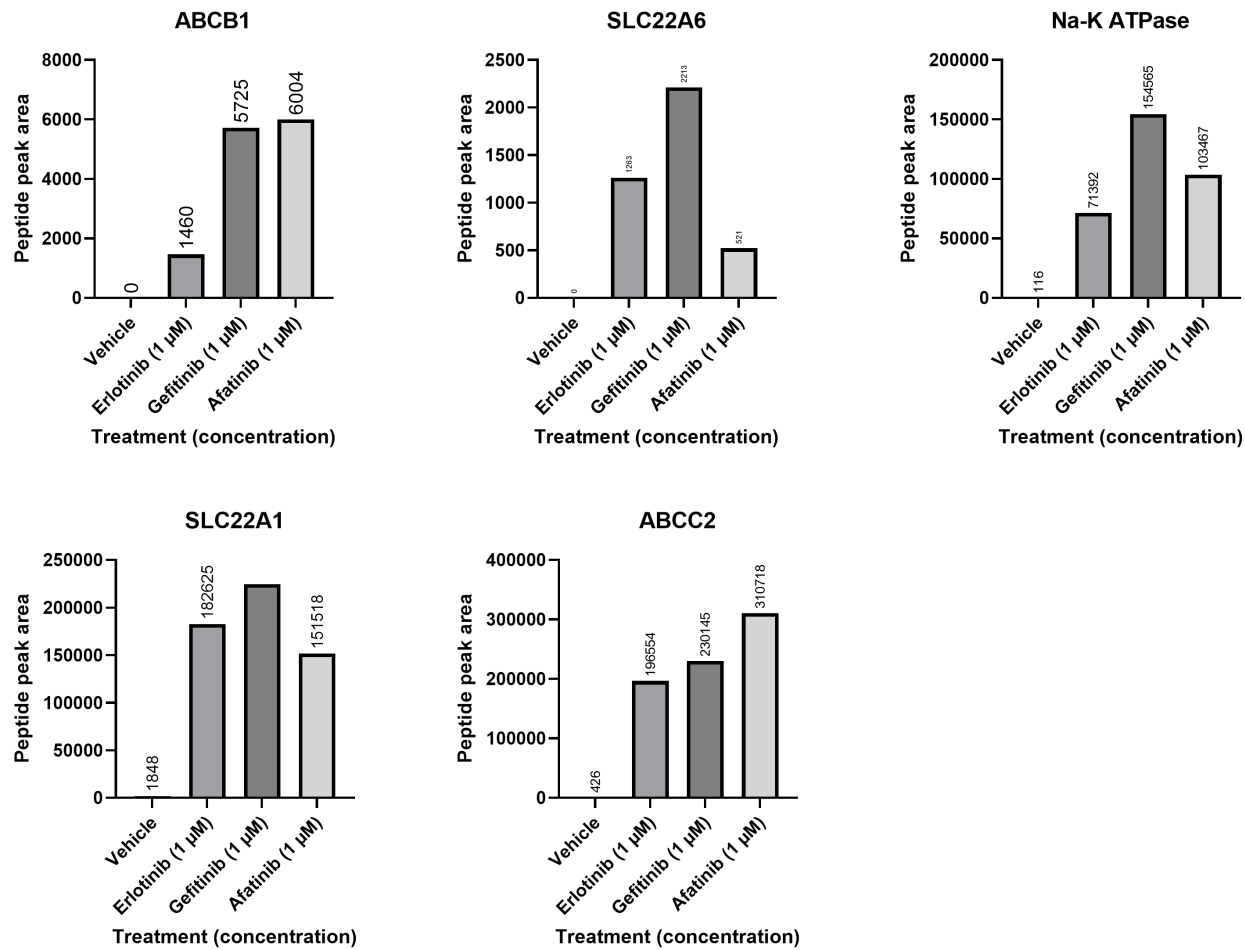 ABCB1
Peptide peak area
8000
6000
4000
2000
0
0
1460
5725
6004
Vehicle
Erlotinib (1 µM)
Gefitinib (1 µM)
Afatinib (1 µM)
Treatment (concentration)
SLC22A6
Peptide peak area
2500
2000
1500
1000
500
0
0
1263
2213
521
Vehicle
Erlotinib (1 µM)
Gefitinib (1 µM)
Afatinib (1 µM)
Treatment (concentration)
Na-K ATPase
Peptide peak area
200000
150000
100000
50000
0
116
71392
154565
103467
Vehicle
Erlotinib (1 µM)
Gefitinib (1 µM)
Afatinib (1 µM)
Treatment (concentration)
SLC22A1
Peptide peak area
250000
200000
150000
100000
50000
0
1848
182625
151518
Vehicle
Erlotinib (1 µM)
Gefitinib (1 µM)
Afatinib (1 µM)
Treatment (concentration)
ABCC2
Peptide peak area
400000
300000
200000
100000
0
426
196554
230145
310718
Vehicle
Erlotinib (1 µM)
Gefitinib (1 µM)
Afatinib (1 µM)
Treatment (concentration)